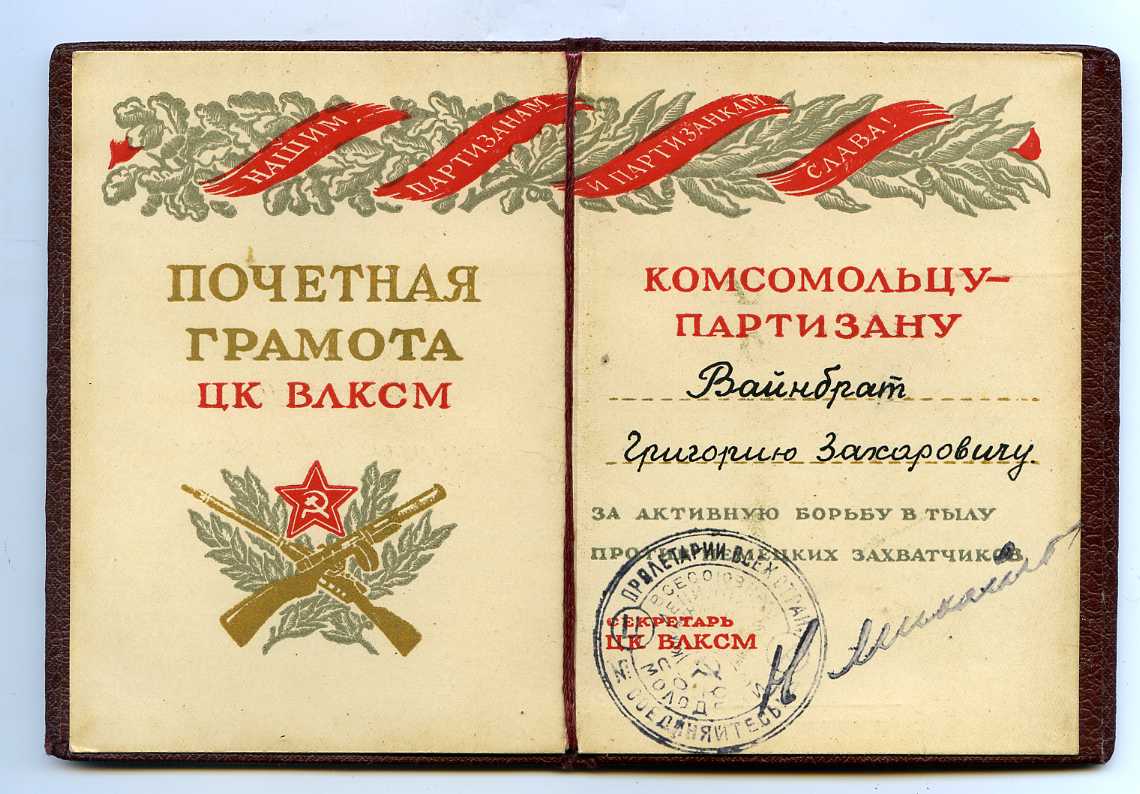 НАШИМ ПАРТИЗАНАМ И ПАРТИЗАНКАМ СЛАВА!
ПОЧЕТНАЯ
ГРАМОТА
ЦК ВЛКСМ
КОМСОМОЛЬЦУ-
ПАРТИЗАНУ
Вайнбрат
Григорию Захаровичу.
ЗА АКТИВНУЮ БОРЬБУ В ТЫЛУ
ПРОТИВ НЕМЕЦКИХ ЗАХВАТЧИКОВ
СЕКРЕТАРЬ
ЦК ВЛКСМ
ПРОЛЕТАРИИ ВСЕХ СТРАН
СОЕДИНЯЙТЕСЬ